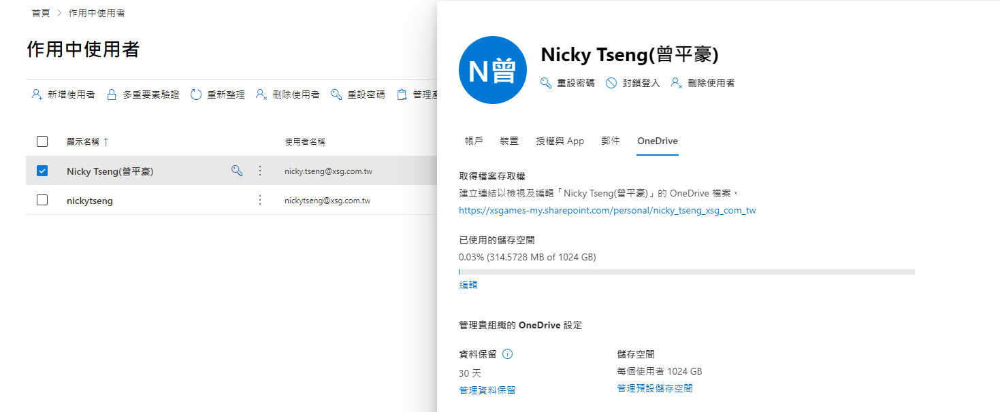 首頁 > 作用中使用者
作用中使用者
新增使用者 多重要素驗證 重新整理 刪除使用者 重設密碼 管理產
顯示名稱 ↑ 使用者名稱
Nicky Tseng(曾平豪) nicky.tseng@xsg.com.tw
nickytseng nickytseng@xsg.com.tw
N曾
Nicky Tseng(曾平豪)
重設密碼 封鎖登入 刪除使用者
帳戶 裝置 授權與 App 郵件 OneDrive
取得檔案存取權
建立連結以檢視及編輯「Nicky Tseng(曾平豪)」的 OneDrive 檔案。
https://xsgames-my.sharepoint.com/personal/nicky_tseng_xsg_com_tw
已使用的儲存空間
0.03% (314.5728 MB of 1024 GB)
編輯
管理貴組織的 OneDrive 設定
資料保留 儲存空間
30 天 每個使用者 1024 GB
管理資料保留 管理預設儲存空間